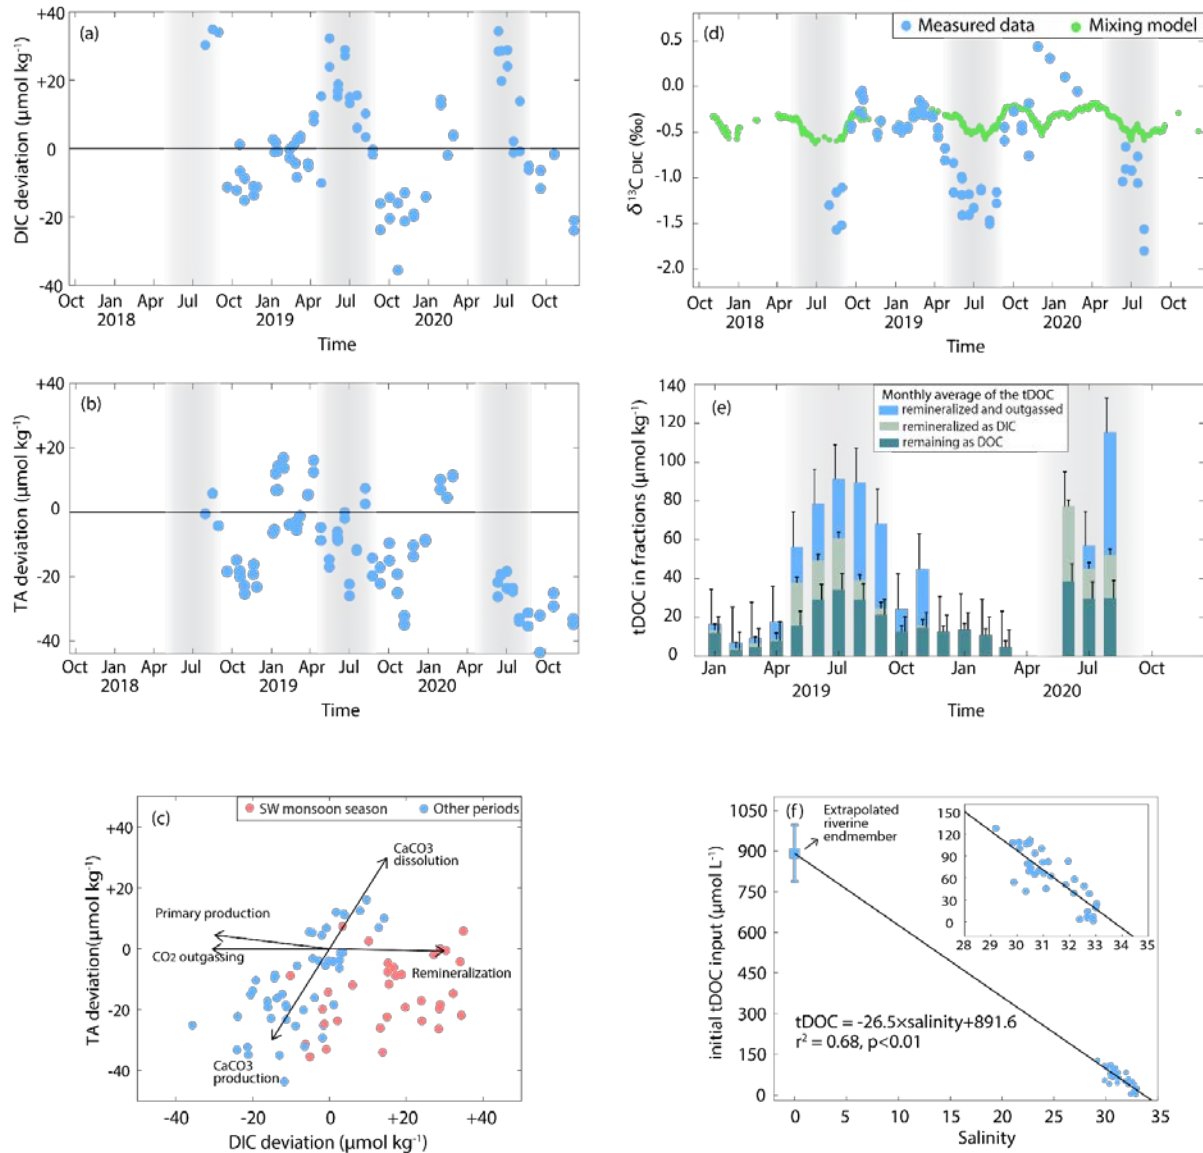 (a)
DIC deviation (µmol kg⁻¹)
+40
+20
0
-20
-40
Oct Jan Apr Jul Oct Jan Apr Jul Oct Jan Apr Jul Oct
2018 2019 2020
Time
(d)
Measured data Mixing model
δ¹³C DIC (‰)
0.5
0.0
-0.5
-1.0
-1.5
-2.0
Oct Jan Apr Jul Oct Jan Apr Jul Oct Jan Apr Jul Oct
2018 2019 2020
Time
(b)
TA deviation (µmol kg⁻¹)
+40
+20
0
-20
-40
Oct Jan Apr Jul Oct Jan Apr Jul Oct Jan Apr Jul Oct
2018 2019 2020
Time
(e)
Monthly average of the tDOC
remineralized and outgassed
remineralized as DIC
remaining as DOC
tDOC in fractions (µmol kg⁻¹)
140
120
100
80
60
40
20
0
Jan Apr Jul Oct Jan Apr Jul Oct
2019 2020
Time
(c)
SW monsoon season Other periods
TA deviation(µmol kg⁻¹)
+40
+20
0
-20
-40
CaCO3
dissolution
Primary production
CO2 outgassing
Remineralization
CaCO3
production
-40 -20 0 +20 +40
DIC deviation (µmol kg⁻¹)
(f)
Extrapolated
riverine
endmember
initial tDOC input (µmol L⁻¹)
1050
900
750
600
450
300
150
0
150
120
90
60
30
0
28 29 30 31 32 33 34 35
tDOC = -26.5×salinity+891.6
r² = 0.68, p<0.01
0 5 10 15 20 25 30 35
Salinity